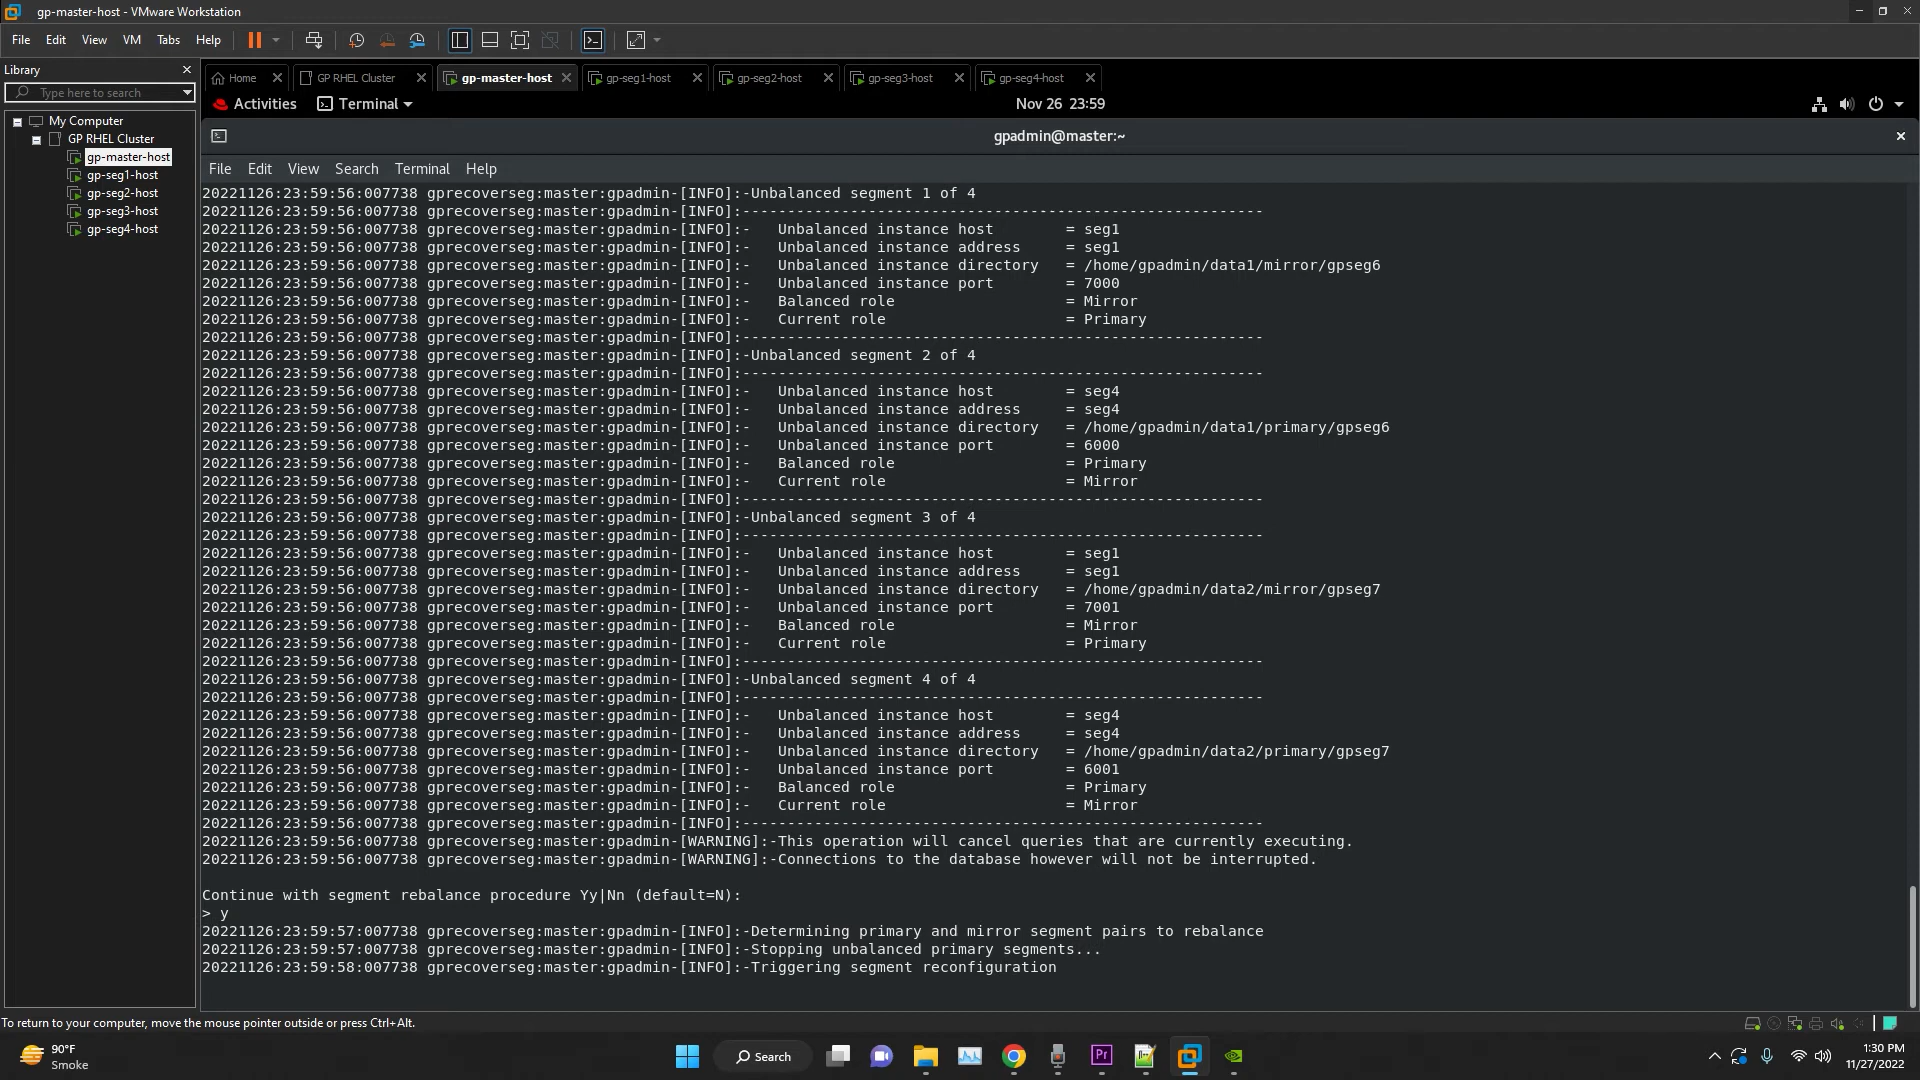 gp-master-host - VMware Workstation
File Edit View VM Tabs Help
Library
Type here to search
My Computer
GP RHEL Cluster
gp-master-host
gp-seg1-host
gp-seg2-host
gp-seg3-host
gp-seg4-host
Home GP RHEL Cluster gp-master-host gp-seg1-host gp-seg2-host gp-seg3-host gp-seg4-host
Activities Terminal Nov 26 23:59
gpadmin@master:~
File Edit View Search Terminal Help
20221126:23:59:56:007738 gprecoverseg:master:gpadmin-[INFO]:-Unbalanced segment 1 of 4
20221126:23:59:56:007738 gprecoverseg:master:gpadmin-[INFO]:----------------------------------------------------------
20221126:23:59:56:007738 gprecoverseg:master:gpadmin-[INFO]:-   Unbalanced instance host        = seg1
20221126:23:59:56:007738 gprecoverseg:master:gpadmin-[INFO]:-   Unbalanced instance address     = seg1
20221126:23:59:56:007738 gprecoverseg:master:gpadmin-[INFO]:-   Unbalanced instance directory   = /home/gpadmin/data1/mirror/gpseg6
20221126:23:59:56:007738 gprecoverseg:master:gpadmin-[INFO]:-   Unbalanced instance port        = 7000
20221126:23:59:56:007738 gprecoverseg:master:gpadmin-[INFO]:-   Balanced role                   = Mirror
20221126:23:59:56:007738 gprecoverseg:master:gpadmin-[INFO]:-   Current role                    = Primary
20221126:23:59:56:007738 gprecoverseg:master:gpadmin-[INFO]:----------------------------------------------------------
20221126:23:59:56:007738 gprecoverseg:master:gpadmin-[INFO]:-Unbalanced segment 2 of 4
20221126:23:59:56:007738 gprecoverseg:master:gpadmin-[INFO]:----------------------------------------------------------
20221126:23:59:56:007738 gprecoverseg:master:gpadmin-[INFO]:-   Unbalanced instance host        = seg4
20221126:23:59:56:007738 gprecoverseg:master:gpadmin-[INFO]:-   Unbalanced instance address     = seg4
20221126:23:59:56:007738 gprecoverseg:master:gpadmin-[INFO]:-   Unbalanced instance directory   = /home/gpadmin/data1/primary/gpseg6
20221126:23:59:56:007738 gprecoverseg:master:gpadmin-[INFO]:-   Unbalanced instance port        = 6000
20221126:23:59:56:007738 gprecoverseg:master:gpadmin-[INFO]:-   Balanced role                   = Primary
20221126:23:59:56:007738 gprecoverseg:master:gpadmin-[INFO]:-   Current role                    = Mirror
20221126:23:59:56:007738 gprecoverseg:master:gpadmin-[INFO]:----------------------------------------------------------
20221126:23:59:56:007738 gprecoverseg:master:gpadmin-[INFO]:-Unbalanced segment 3 of 4
20221126:23:59:56:007738 gprecoverseg:master:gpadmin-[INFO]:----------------------------------------------------------
20221126:23:59:56:007738 gprecoverseg:master:gpadmin-[INFO]:-   Unbalanced instance host        = seg1
20221126:23:59:56:007738 gprecoverseg:master:gpadmin-[INFO]:-   Unbalanced instance address     = seg1
20221126:23:59:56:007738 gprecoverseg:master:gpadmin-[INFO]:-   Unbalanced instance directory   = /home/gpadmin/data2/mirror/gpseg7
20221126:23:59:56:007738 gprecoverseg:master:gpadmin-[INFO]:-   Unbalanced instance port        = 7001
20221126:23:59:56:007738 gprecoverseg:master:gpadmin-[INFO]:-   Balanced role                   = Mirror
20221126:23:59:56:007738 gprecoverseg:master:gpadmin-[INFO]:-   Current role                    = Primary
20221126:23:59:56:007738 gprecoverseg:master:gpadmin-[INFO]:----------------------------------------------------------
20221126:23:59:56:007738 gprecoverseg:master:gpadmin-[INFO]:-Unbalanced segment 4 of 4
20221126:23:59:56:007738 gprecoverseg:master:gpadmin-[INFO]:----------------------------------------------------------
20221126:23:59:56:007738 gprecoverseg:master:gpadmin-[INFO]:-   Unbalanced instance host        = seg4
20221126:23:59:56:007738 gprecoverseg:master:gpadmin-[INFO]:-   Unbalanced instance address     = seg4
20221126:23:59:56:007738 gprecoverseg:master:gpadmin-[INFO]:-   Unbalanced instance directory   = /home/gpadmin/data2/primary/gpseg7
20221126:23:59:56:007738 gprecoverseg:master:gpadmin-[INFO]:-   Unbalanced instance port        = 6001
20221126:23:59:56:007738 gprecoverseg:master:gpadmin-[INFO]:-   Balanced role                   = Primary
20221126:23:59:56:007738 gprecoverseg:master:gpadmin-[INFO]:-   Current role                    = Mirror
20221126:23:59:56:007738 gprecoverseg:master:gpadmin-[INFO]:----------------------------------------------------------
20221126:23:59:56:007738 gprecoverseg:master:gpadmin-[WARNING]:-This operation will cancel queries that are currently executing.
20221126:23:59:56:007738 gprecoverseg:master:gpadmin-[WARNING]:-Connections to the database however will not be interrupted.
Continue with segment rebalance procedure Yy|Nn (default=N):
> y
20221126:23:59:57:007738 gprecoverseg:master:gpadmin-[INFO]:-Determining primary and mirror segment pairs to rebalance
20221126:23:59:57:007738 gprecoverseg:master:gpadmin-[INFO]:-Stopping unbalanced primary segments...
20221126:23:59:58:007738 gprecoverseg:master:gpadmin-[INFO]:-Triggering segment reconfiguration
To return to your computer, move the mouse pointer outside or press Ctrl+Alt.
90°F
Smoke
Search
Pr
1:30 PM
11/27/2022